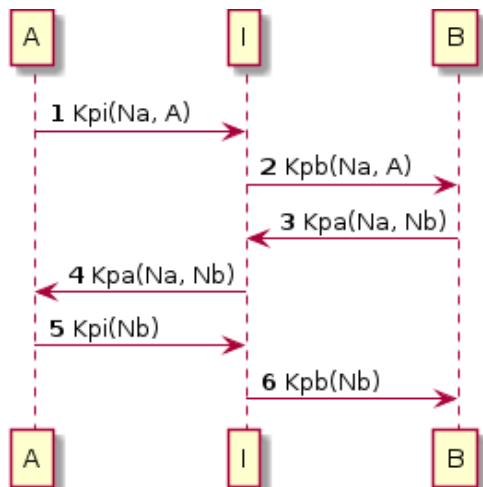 A I B
1 Kpi(Na, A)
2 Kpb(Na, A)
3 Kpa(Na, Nb)
4 Kpa(Na, Nb)
5 Kpi(Nb)
6 Kpb(Nb)
A I B